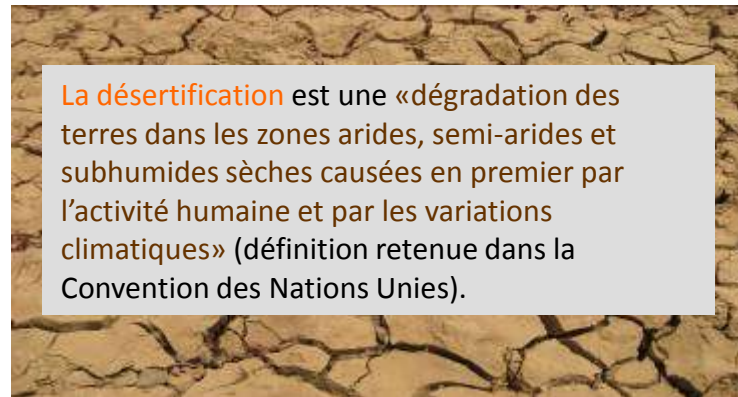 La désertification est une «dégradation des
terres dans les zones arides, semi-arides et
subhumides sèches causées en premier par
l’activité humaine et par les variations
climatiques» (définition retenue dans la
Convention des Nations Unies).